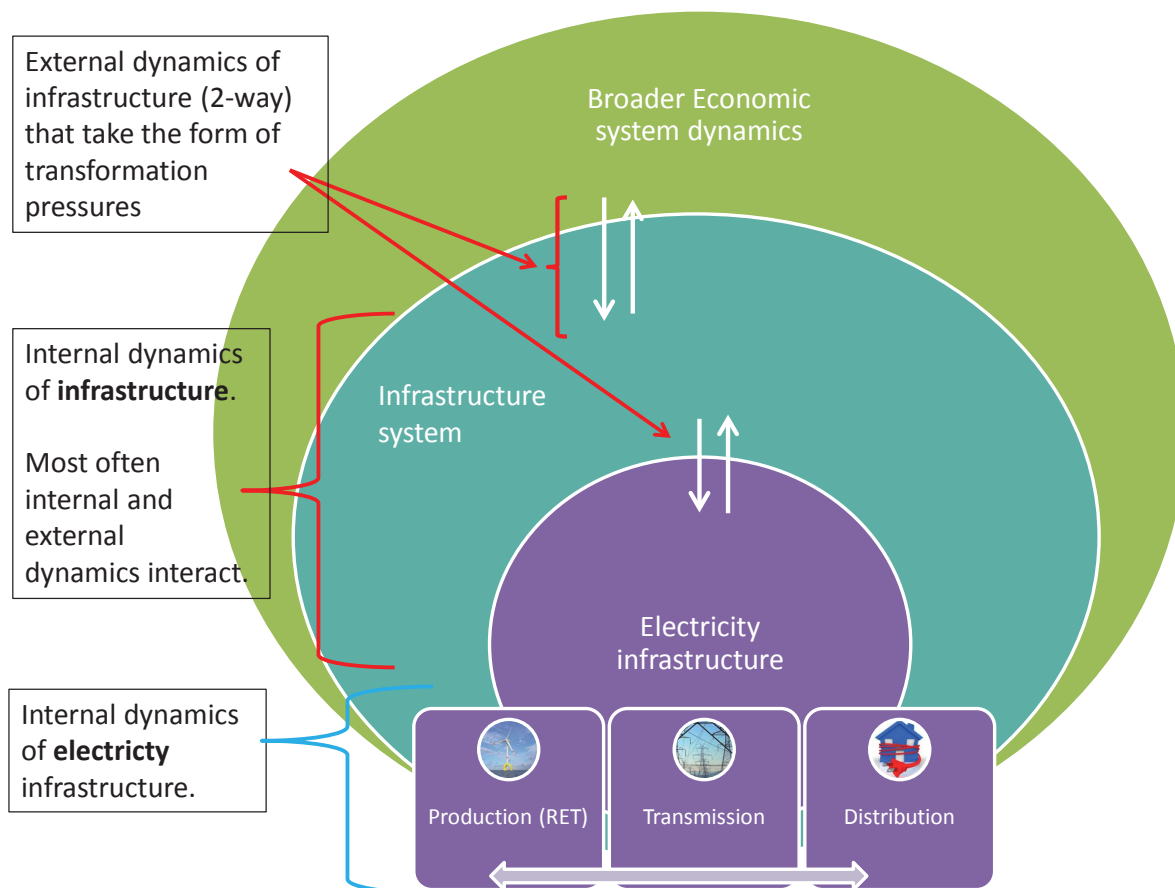 External dynamics of
infrastructure (2-way)
that take the form of
transformation
pressures
Broader Economic
system dynamics
Internal dynamics
of infrastructure.
Most often
internal and
external
dynamics interact.
Infrastructure
system
Electricity
infrastructure
Internal dynamics
of electricty
infrastructure.
Production (RET)
Transmission
Distribution